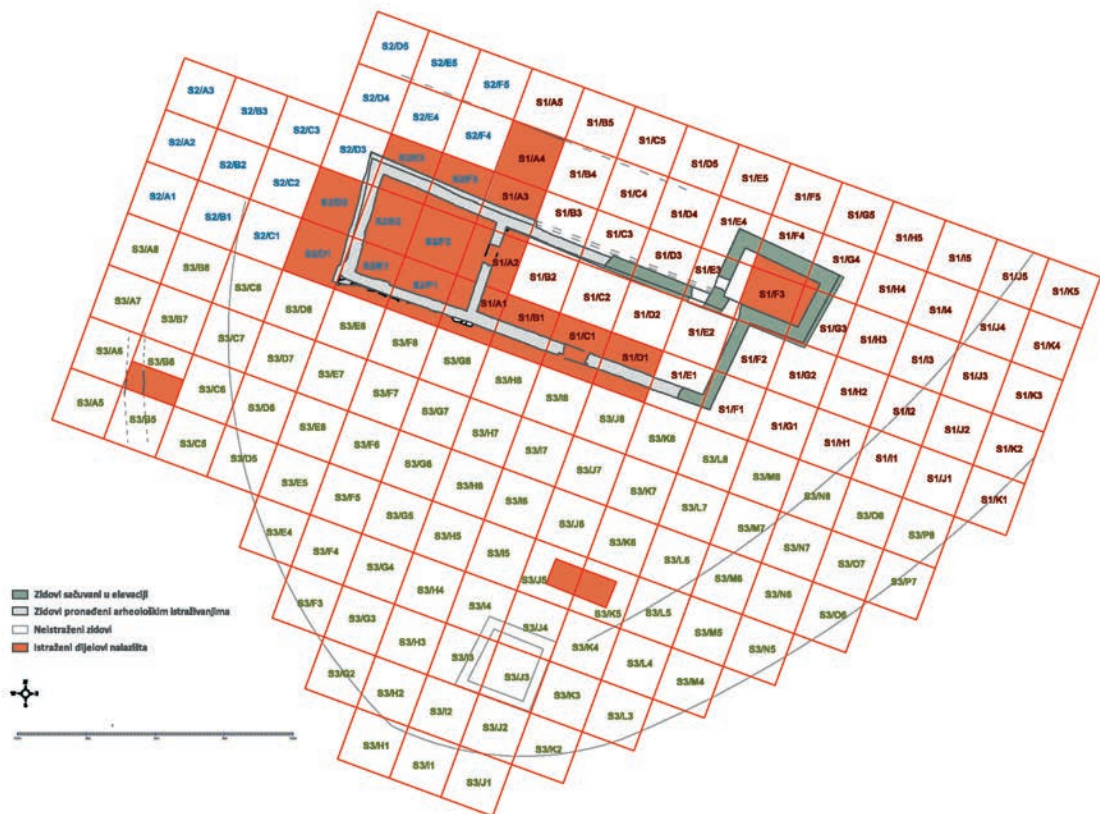 S2/D5 S2/E5 S2/F5
S2/D4 S2/E4 S2/F4
S2/A3 S2/B3 S2/C3 S2/D3 S2/E3 S2/F3
S2/A2 S2/B2 S2/C2 S2/D2 S2/E2 S2/F2
S2/A1 S2/B1 S2/C1 S2/D1 S2/E1 S2/F1
S1/A5 S1/B5 S1/C5 S1/D5 S1/E5 S1/F5 S1/G5 S1/H5 S1/I5 S1/J5 S1/K5
S1/A4 S1/B4 S1/C4 S1/D4 S1/E4 S1/F4 S1/G4 S1/H4 S1/I4 S1/J4 S1/K4
S1/A3 S1/B3 S1/C3 S1/D3 S1/E3 S1/F3 S1/G3 S1/H3 S1/I3 S1/J3 S1/K3
S1/A2 S1/B2 S1/C2 S1/D2 S1/E2 S1/F2 S1/G2 S1/H2 S1/I2 S1/J2 S1/K2
S1/A1 S1/B1 S1/C1 S1/D1 S1/E1 S1/F1 S1/G1 S1/H1 S1/I1 S1/J1 S1/K1
S3/A8 S3/B8 S3/C8 S3/D8 S3/E8 S3/F8 S3/G8 S3/H8 S3/I8 S3/J8 S3/K8 S3/L8 S3/M8 S3/N8 S3/O8 S3/P8
S3/A7 S3/B7 S3/C7 S3/D7 S3/E7 S3/F7 S3/G7 S3/H7 S3/I7 S3/J7 S3/K7 S3/L7 S3/M7 S3/N7 S3/O7 S3/P7
S3/A6 S3/B6 S3/C6 S3/D6 S3/E6 S3/F6 S3/G6 S3/H6 S3/I6 S3/J6 S3/K6 S3/L6 S3/M6 S3/N6 S3/O6
S3/A5 S3/B5 S3/C5 S3/D5 S3/E5 S3/F5 S3/G5 S3/H5 S3/I5 S3/J5 S3/K5 S3/L5 S3/M5 S3/N5
S3/E4 S3/F4 S3/G4 S3/H4 S3/I4 S3/J4 S3/K4 S3/L4 S3/M4
S3/F3 S3/G3 S3/H3 S3/I3 S3/J3 S3/K3 S3/L3
S3/G2 S3/H2 S3/I2 S3/J2 S3/K2
S3/H1 S3/I1 S3/J1
Zidovi sačuvani u elevaciji
Zidovi pronađeni arheološkim istraživanjima
Neistraženi zidovi
Istraženi dijelovi nalazišta